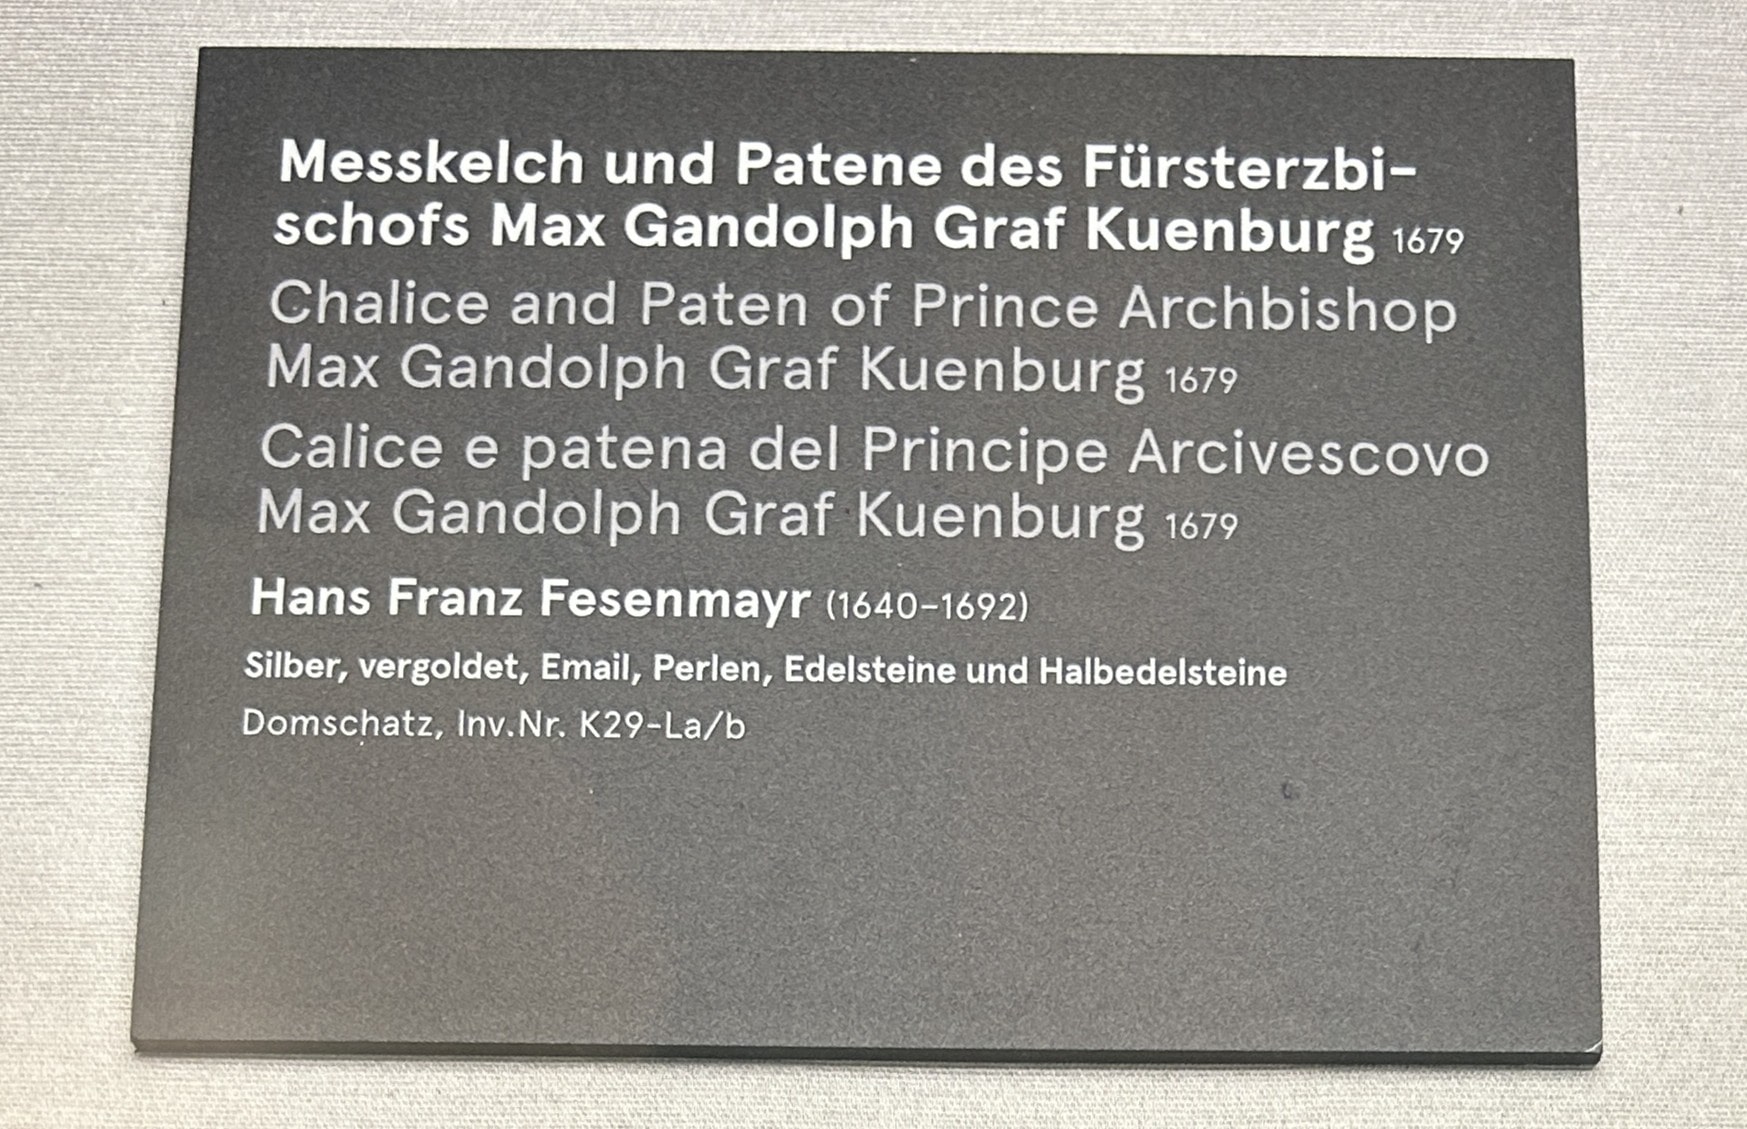 Messkelch und Patene des Fürsterzbi-
schofs Max Gandolph Graf Kuenburg 1679
Chalice and Paten of Prince Archbishop
Max Gandolph Graf Kuenburg 1679
Calice e patena del Principe Arcivescovo
Max Gandolph Graf Kuenburg 1679
Hans Franz Fesenmayr (1640–1692)
Silber, vergoldet, Email, Perlen, Edelsteine und Halbedelsteine
Domschatz, Inv.Nr. K29-La/b